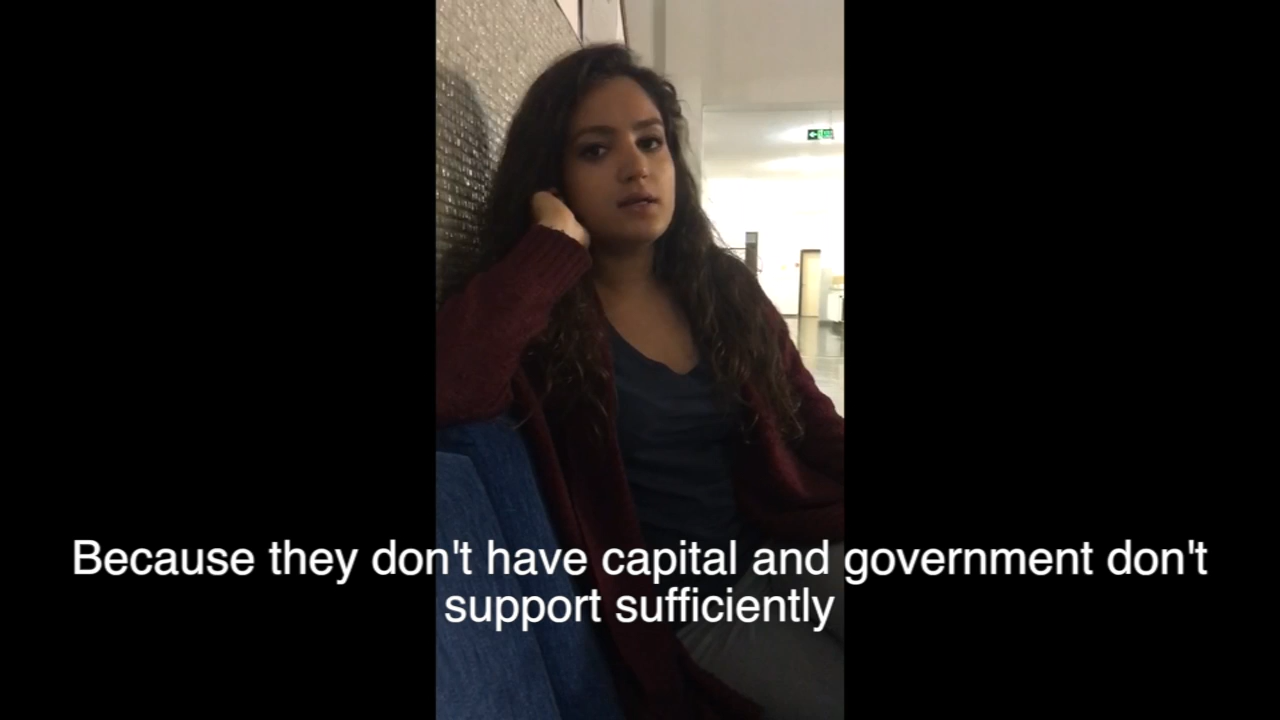 Because they don't have capital and government don't
support sufficiently